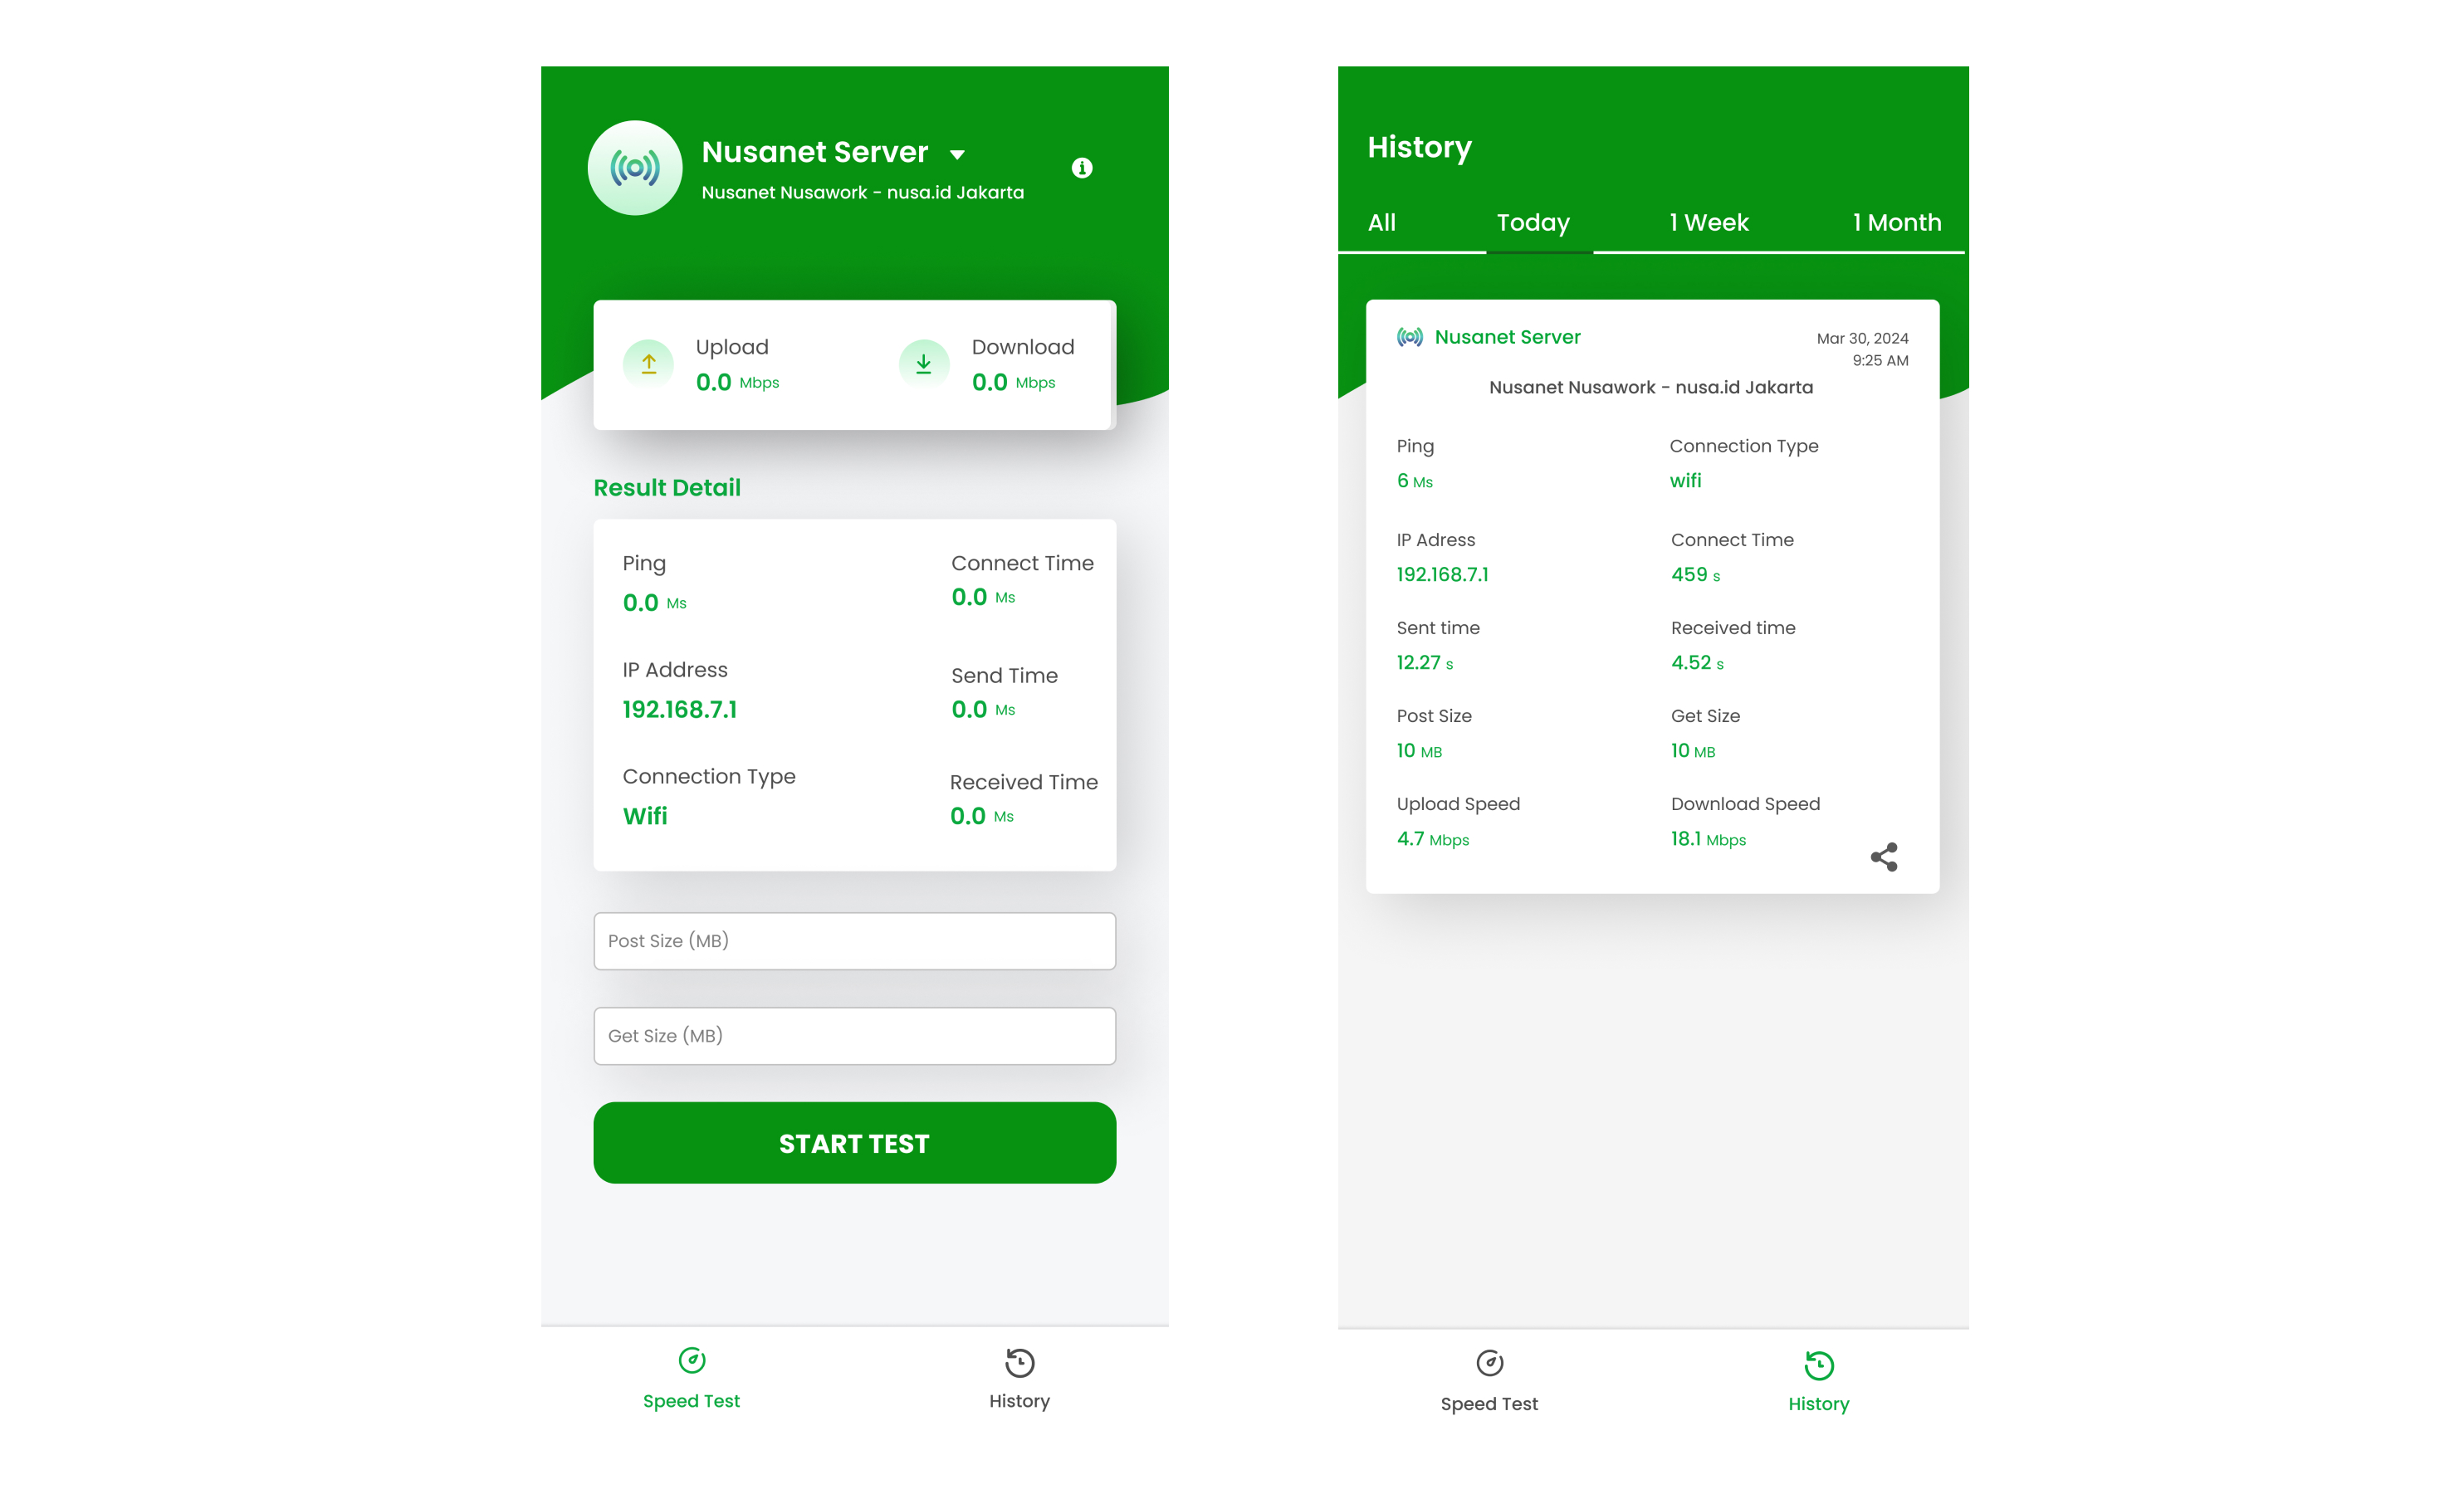 Nusanet Server
Nusanet Nusawork - nusa.id Jakarta
Upload
0.0 Mbps
Download
0.0 Mbps
Result Detail
Ping
0.0 Ms
Connect Time
0.0 Ms
IP Address
192.168.7.1
Send Time
0.0 Ms
Connection Type
Wifi
Received Time
0.0 Ms
Post Size (MB)
Get Size (MB)
START TEST
Speed Test
History
History
All
Today
1 Week
1 Month
Nusanet Server
Mar 30, 2024
9:25 AM
Nusanet Nusawork - nusa.id Jakarta
Ping
6 Ms
Connection Type
wifi
IP Adress
192.168.7.1
Connect Time
459 s
Sent time
12.27 s
Received time
4.52 s
Post Size
10 MB
Get Size
10 MB
Upload Speed
4.7 Mbps
Download Speed
18.1 Mbps
Speed Test
History